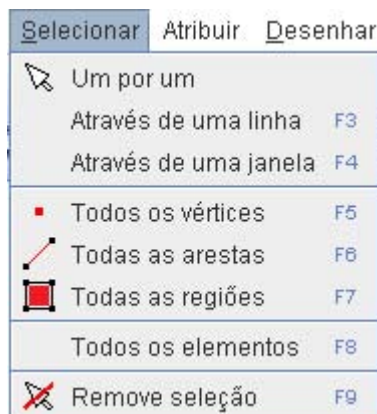 Selecionar Atribuir Desenhar
Um por um
Através de uma linha F3
Através de uma janela F4
Todos os vértices F5
Todas as arestas F6
Todas as regiões F7
Todos os elementos F8
Remove seleção F9